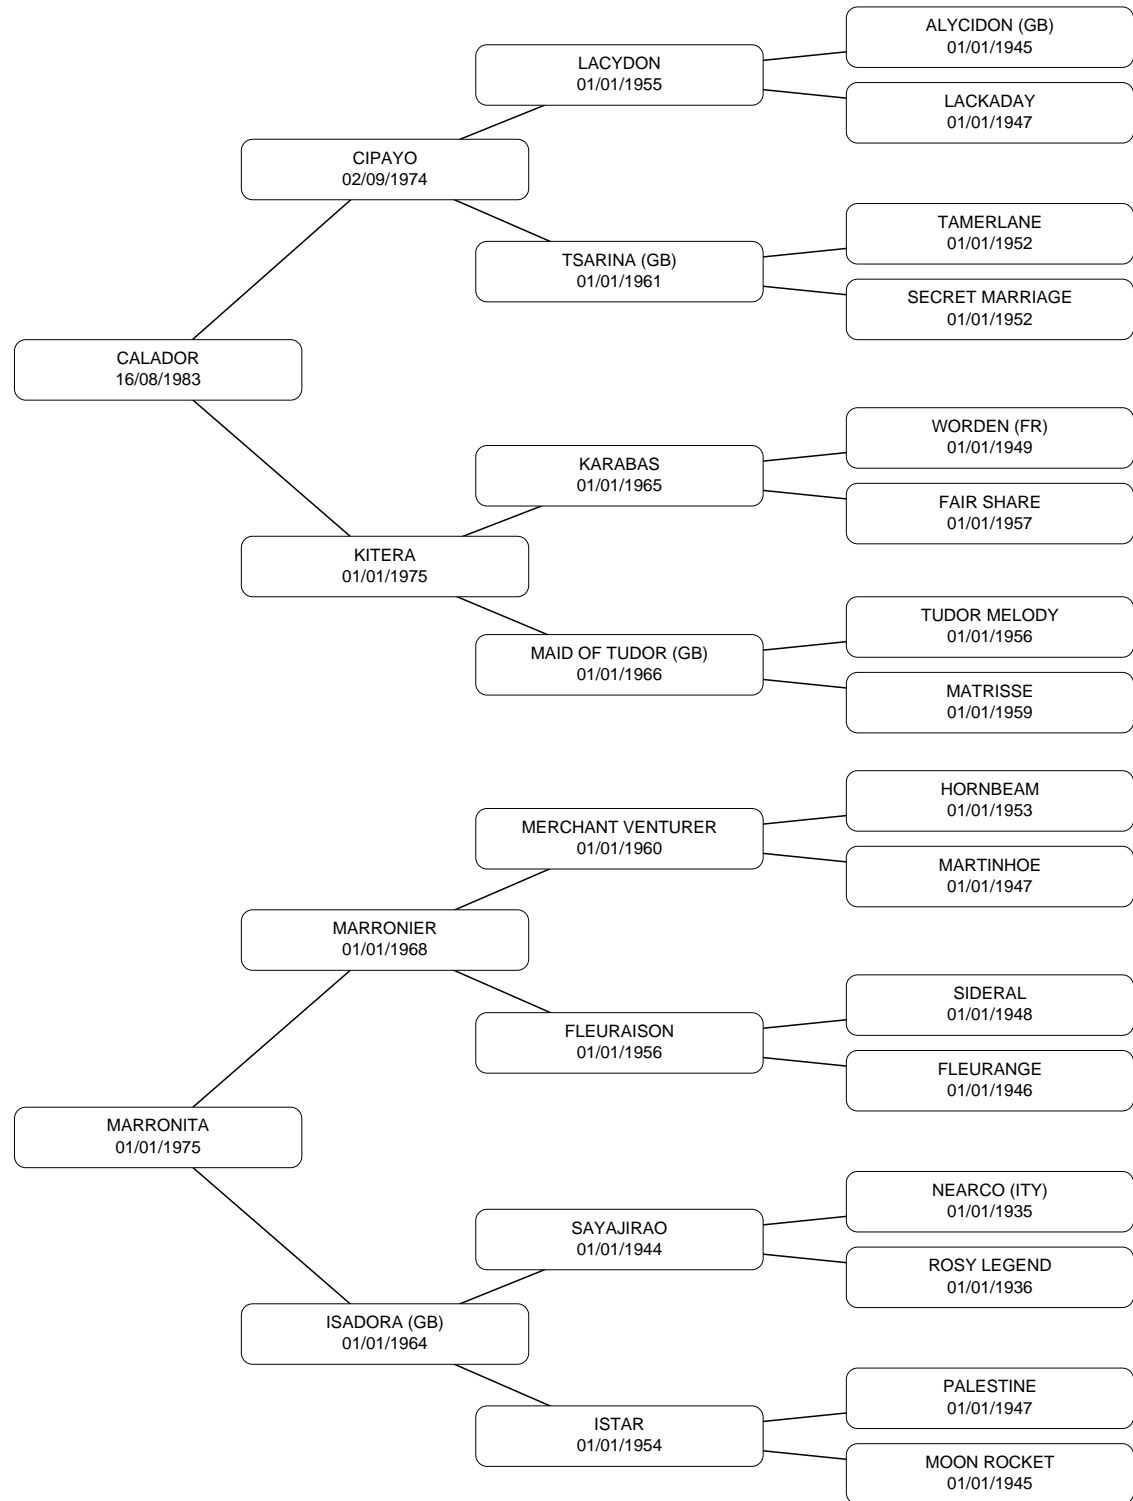 ALYCIDON (GB)
01/01/1945
LACYDON
01/01/1955
LACKADAY
01/01/1947
CIPAYO
02/09/1974
TAMERLANE
01/01/1952
TSARINA (GB)
01/01/1961
SECRET MARRIAGE
01/01/1952
CALADOR
16/08/1983
WORDEN (FR)
01/01/1949
KARABAS
01/01/1965
FAIR SHARE
01/01/1957
KITERA
01/01/1975
TUDOR MELODY
01/01/1956
MAID OF TUDOR (GB)
01/01/1966
MATRISSE
01/01/1959
HORNBEAM
01/01/1953
MERCHANT VENTURER
01/01/1960
MARTINHOE
01/01/1947
MARRONIER
01/01/1968
SIDERAL
01/01/1948
FLEURAISON
01/01/1956
FLEURANGE
01/01/1946
MARRONITA
01/01/1975
NEARCO (ITY)
01/01/1935
SAYAJIRAO
01/01/1944
ROSY LEGEND
01/01/1936
ISADORA (GB)
01/01/1964
PALESTINE
01/01/1947
ISTAR
01/01/1954
MOON ROCKET
01/01/1945